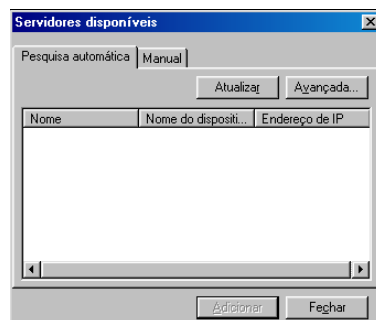 Servidores disponíveis
Pesquisa automática Manual
Atualizar Avançada...
Nome Nome do dispositi... Endereço de IP
Adicionar Fechar